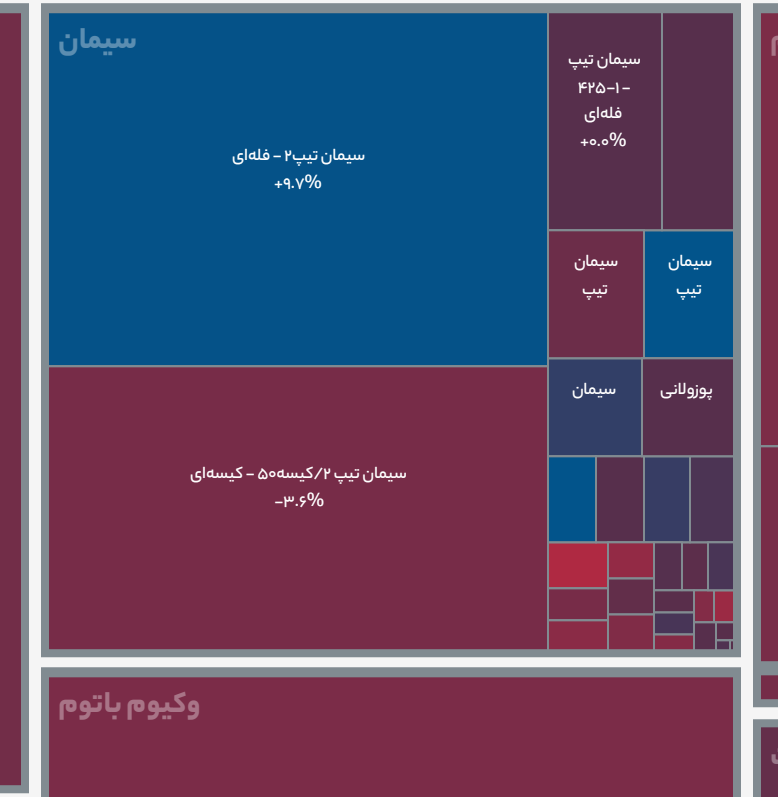 سیمان
سیمان تیپ۲ - فله‌ای
+۹.۷%
سیمان تیپ
۴۲۵-۱ -
فله‌ای
+۰.۰%
سیمان
تیپ
سیمان
تیپ
سیمان
پوزولانی
سیمان تیپ ۲/کیسه۵۰ - کیسه‌ای
-۳.۶%
وکیوم باتوم